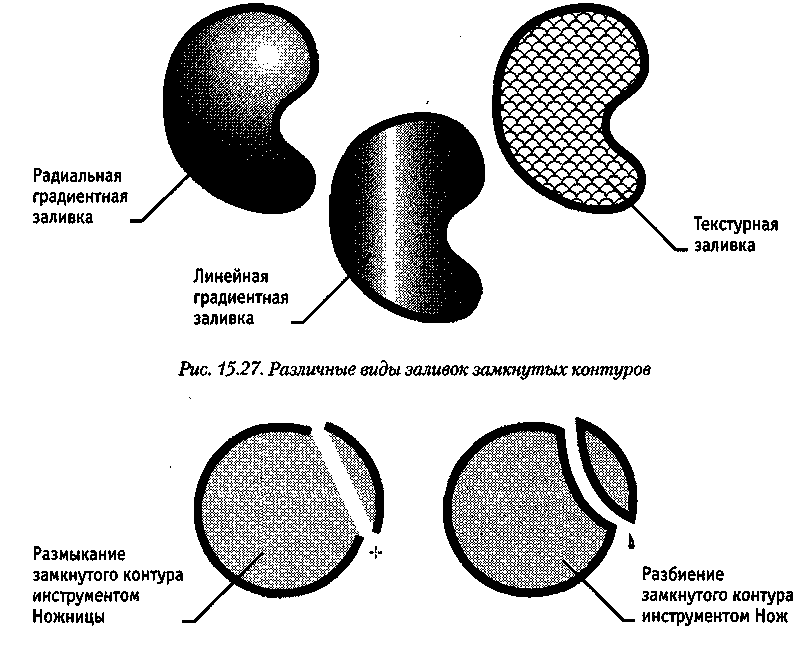 Радиальная
градиентная
заливка
Текстурная
заливка
Линейная
градиентная
заливка
Рис. 15.27. Различные виды заливок замкнутых контуров
Размыкание
замкнутого контура
инструментом
Ножницы
Разбиение
замкнутого контура
инструментом Нож